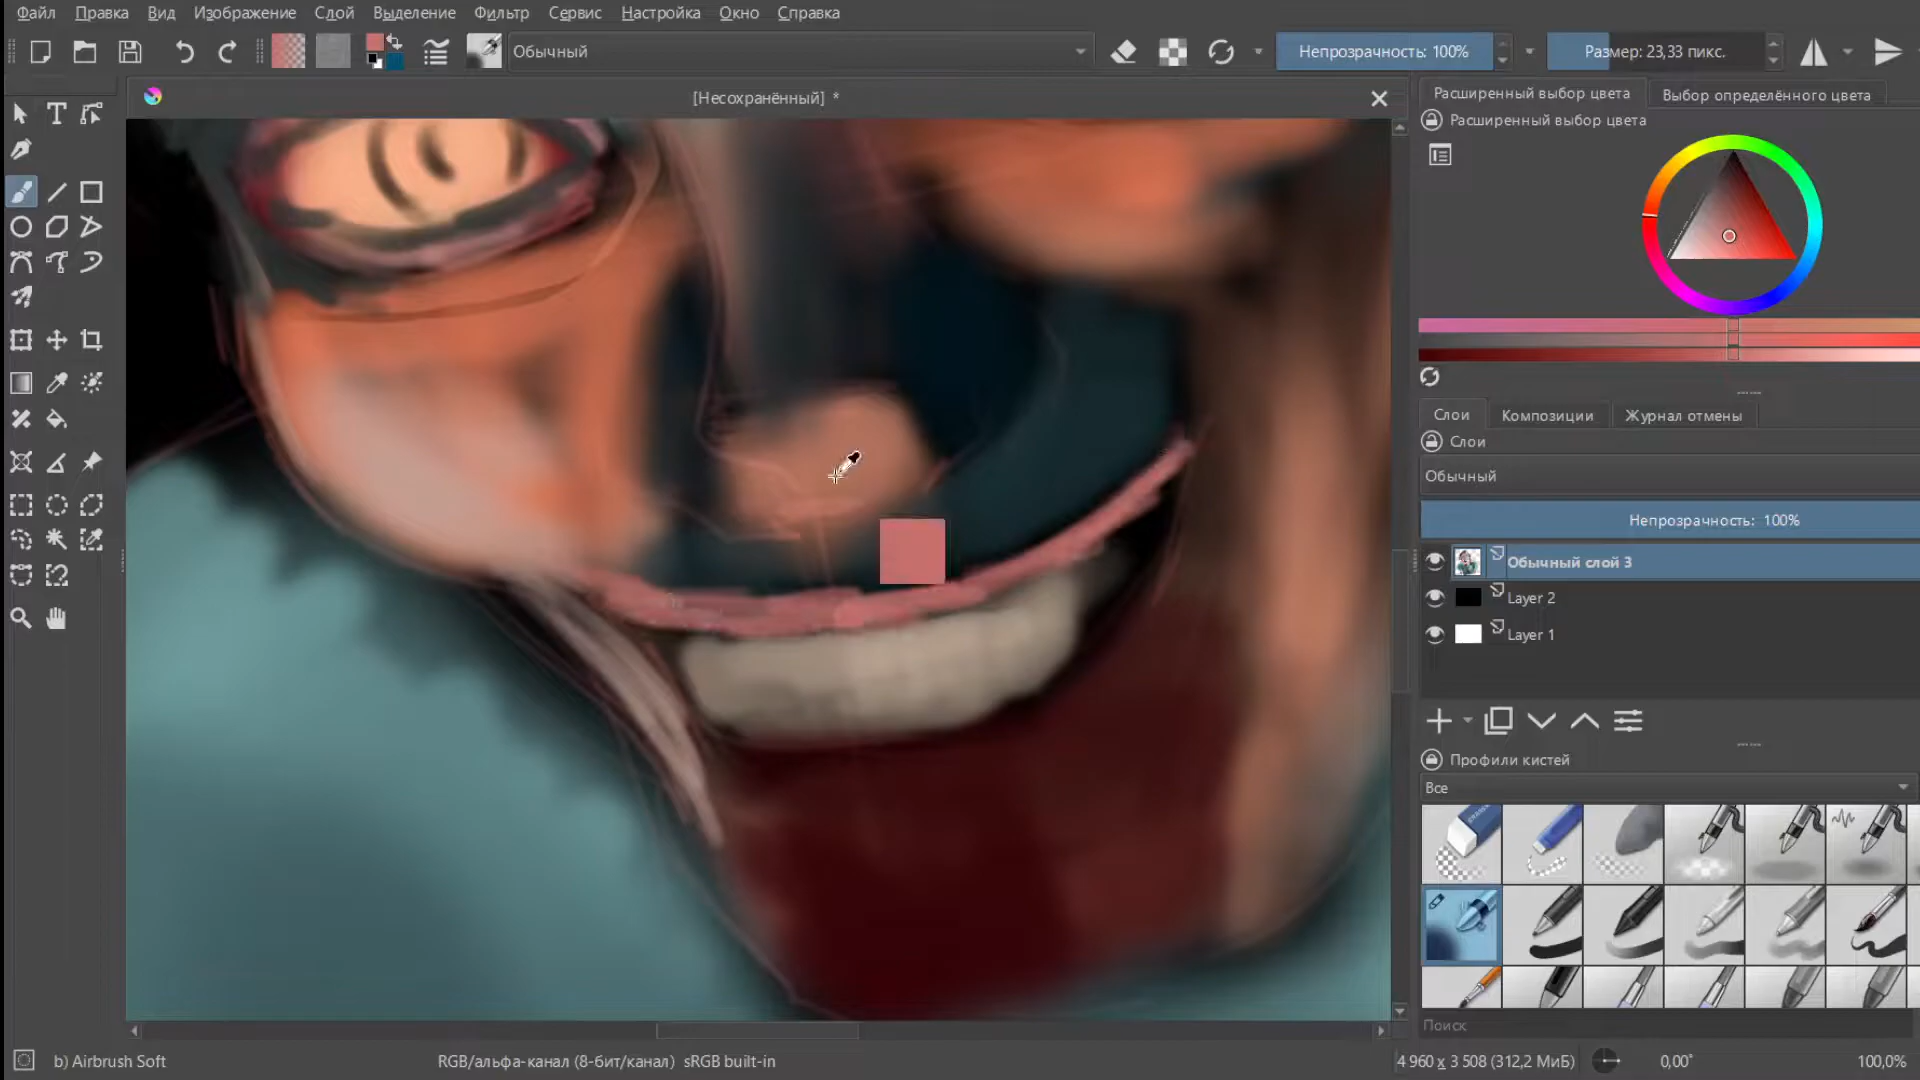 Файл Правка Вид Изображение Слой Выделение Фильтр Сервис Настройка Окно Справка
Обычный Непрозрачность: 100% Размер: 23,33 пикс.
[Несохранённый] *
Расширенный выбор цвета Выбор определённого цвета
Расширенный выбор цвета
Слои Композиции Журнал отмены
Слои
Обычный
Непрозрачность: 100%
Обычный слой 3
Layer 2
Layer 1
Профили кистей
Все
Поиск
b) Airbrush Soft RGB/альфа-канал (8-бит/канал) sRGB built-in 4 960 x 3 508 (312,2 МиБ) 0,00° 100,0%